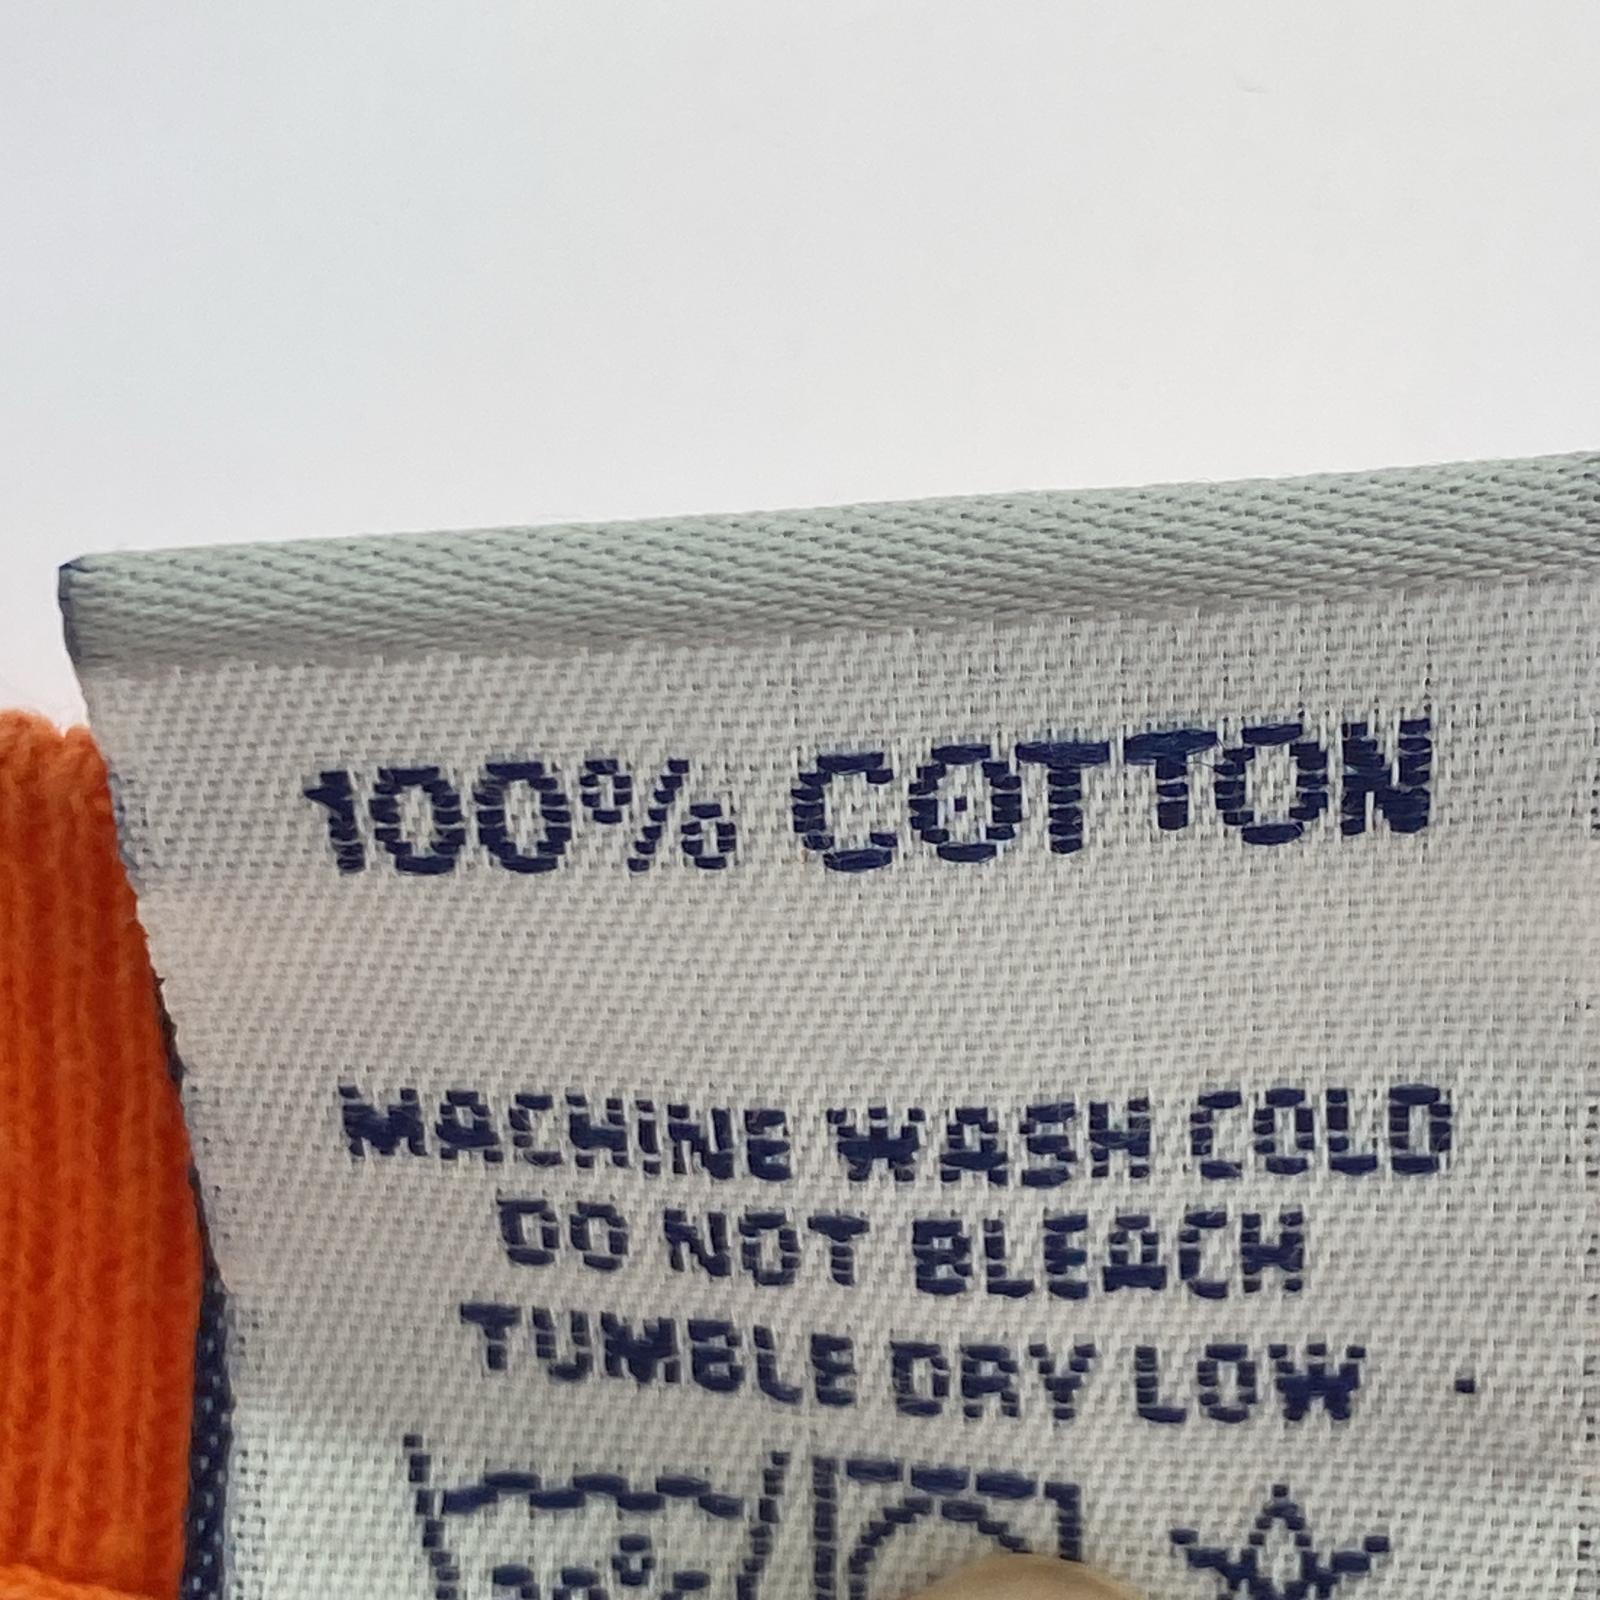 100% COTTON
MACHINE WASH COLD
DO NOT BLEACH
TUMBLE DRY LOW